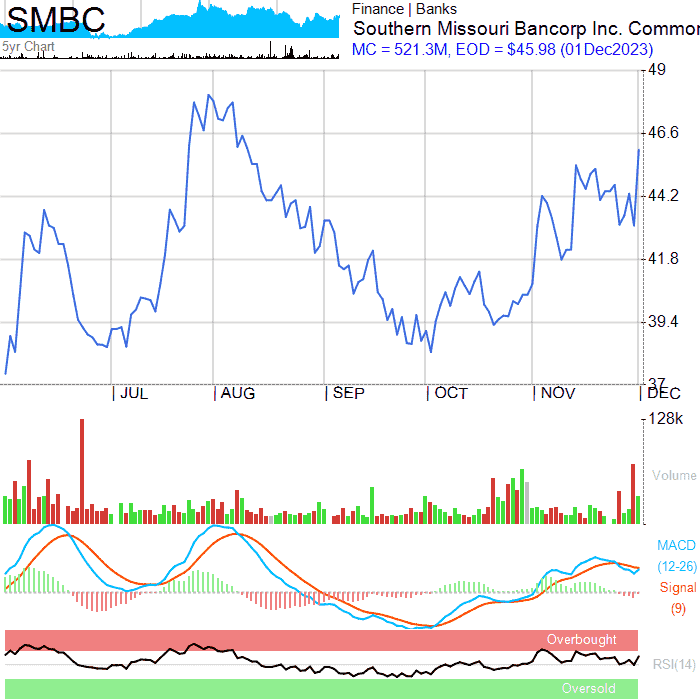 SMBC
5yr Chart
Finance | Banks
Southern Missouri Bancorp Inc. Common
MC = 521.3M, EOD = $45.98 (01Dec2023)
49
46.6
44.2
41.8
39.4
37
JUL AUG SEP OCT NOV DEC
128k
Volume
MACD
(12-26)
Signal
(9)
Overbought
RSI(14)
Oversold